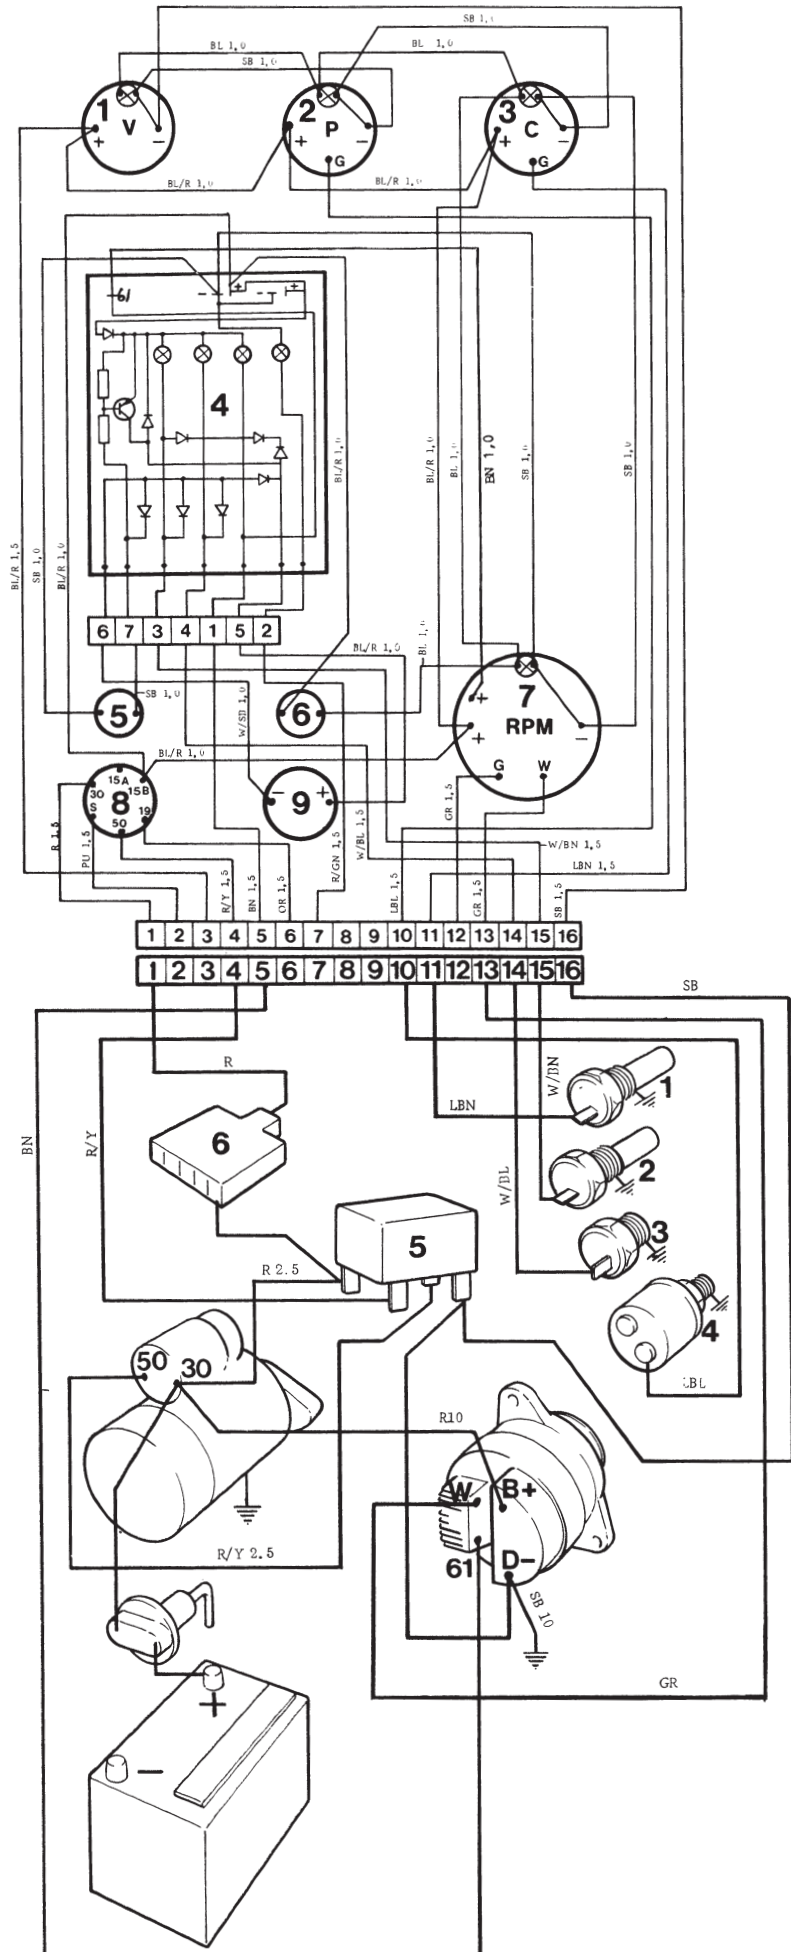 SB 1,0
BL 1,0
BL 1,0
SB 1,0
1
V
+
−
2
P
+
−
G
3
C
+
−
G
BL/R 1,0
BL/R 1,0
61
−
+
−
+
4
BL/R 1,5
SB 1,0
BL/R 1,0
BL/R 1,0
BL/R 1,0
BL 1,0
BN 1,0
SB 1,0
SB 1,0
6 7 3 4 1 5 2
BL/R 1,0
BL 1,0
5
SB 1,0
W/SB 1,0
6
7
RPM
+
+
−
G
W
BL/R 1,0
8
15A
15B
30
S
50
19
9
−
+
R 1,5
PU 1,5
R/Y 1,5
BN 1,5
OR 1,5
R/GN 1,5
W/BL 1,5
LBL 1,5
GR 1,5
GR 1,5
W/BN 1,5
LBN 1,5
SB 1,5
1 2 3 4 5 6 7 8 9 10 11 12 13 14 15 16
1 2 3 4 5 6 7 8 9 10 11 12 13 14 15 16
SB
R
BN
R/Y
6
LBN
W/BN
W/BL
1
2
3
4
LBL
5
R 2.5
50
30
R10
W
B+
61
D−
SB 10
R/Y 2.5
GR
+
−